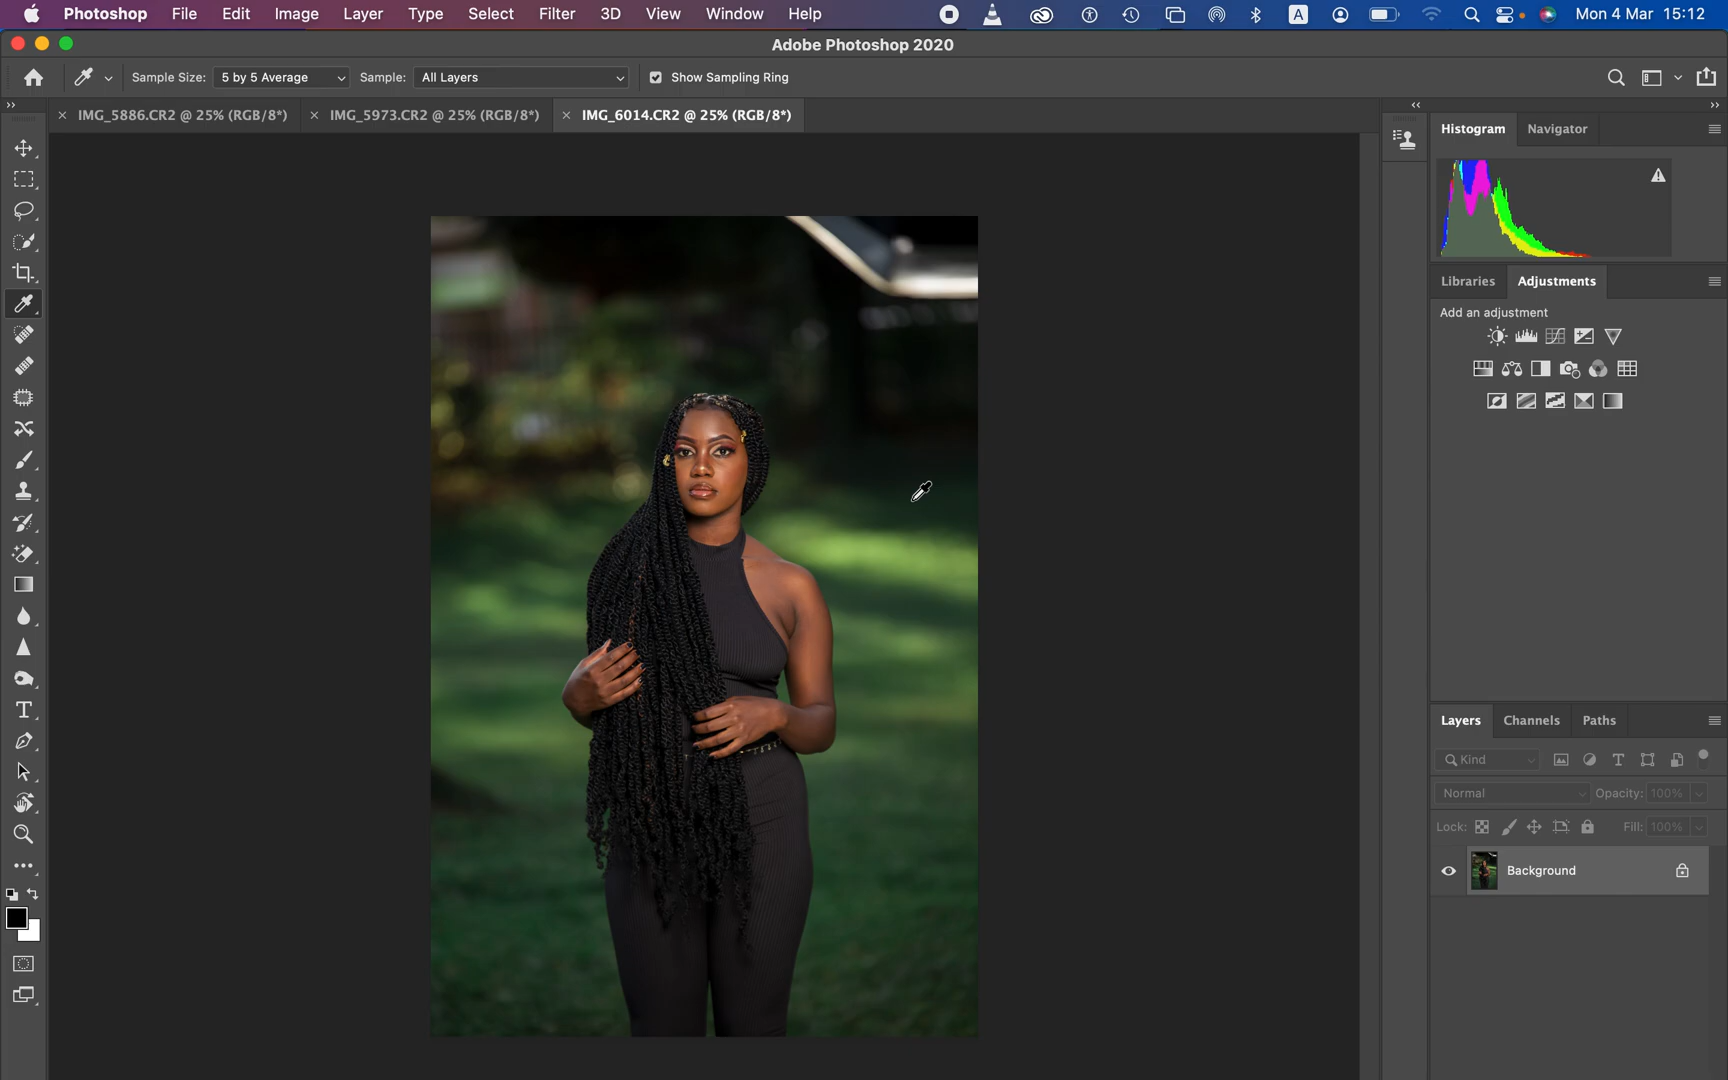 Photoshop File Edit Image Layer Type Select Filter 3D View Window Help A Mon 4 Mar 15:12
Adobe Photoshop 2020
Sample Size: 5 by 5 Average Sample: All Layers Show Sampling Ring
IMG_5886.CR2 @ 25% (RGB/8*) IMG_5973.CR2 @ 25% (RGB/8*) IMG_6014.CR2 @ 25% (RGB/8*)
Histogram Navigator
Libraries Adjustments
Add an adjustment
Layers Channels Paths
Kind T
Normal Opacity: 100%
Lock: Fill: 100%
Background
T